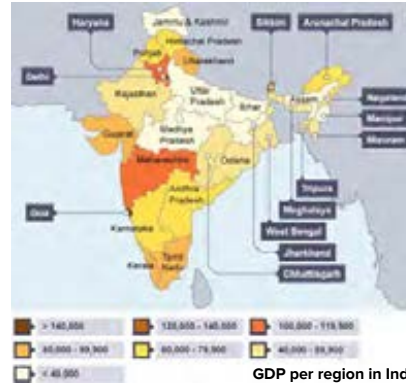 Jammu & Kashmir
Haryana
Himachal Pradesh
Sikkim
Arunachal Pradesh
Punjab
Uttarakhand
Delhi
Rajasthan
Uttar
Pradesh
Bihar
Assam
Nagaland
Manipur
Mizoram
Gujarat
Madhya
Pradesh
Maharashtra
Odisha
Tripura
Meghalaya
West Bengal
Jharkhand
Chhattisgarh
Goa
Andhra
Pradesh
Karnataka
Kerala
Tamil
Nadu
> 140,000
120,000 - 140,000
100,000 - 119,900
80,000 - 99,900
60,000 - 79,900
40,000 - 59,900
< 40,000
GDP per region in Ind